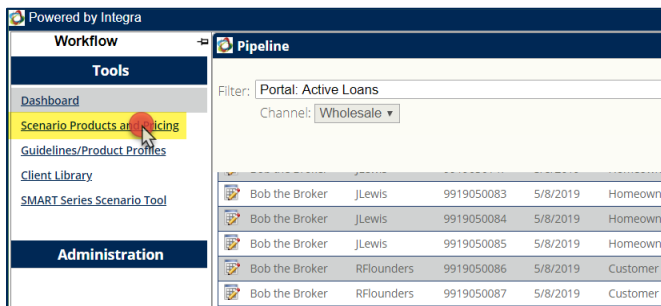 Powered by Integra
Workflow
Pipeline
Tools
Filter: Portal: Active Loans
Channel: Wholesale
Dashboard
Scenario Products and Pricing
Guidelines/Product Profiles
Client Library
SMART Series Scenario Tool
Administration
Bob the Broker JLewis 9919050083 5/8/2019 Homeown
Bob the Broker JLewis 9919050084 5/8/2019 Homeown
Bob the Broker JLewis 9919050085 5/8/2019 Homeown
Bob the Broker RFlounders 9919050086 5/8/2019 Customer
Bob the Broker RFlounders 9919050087 5/8/2019 Customer